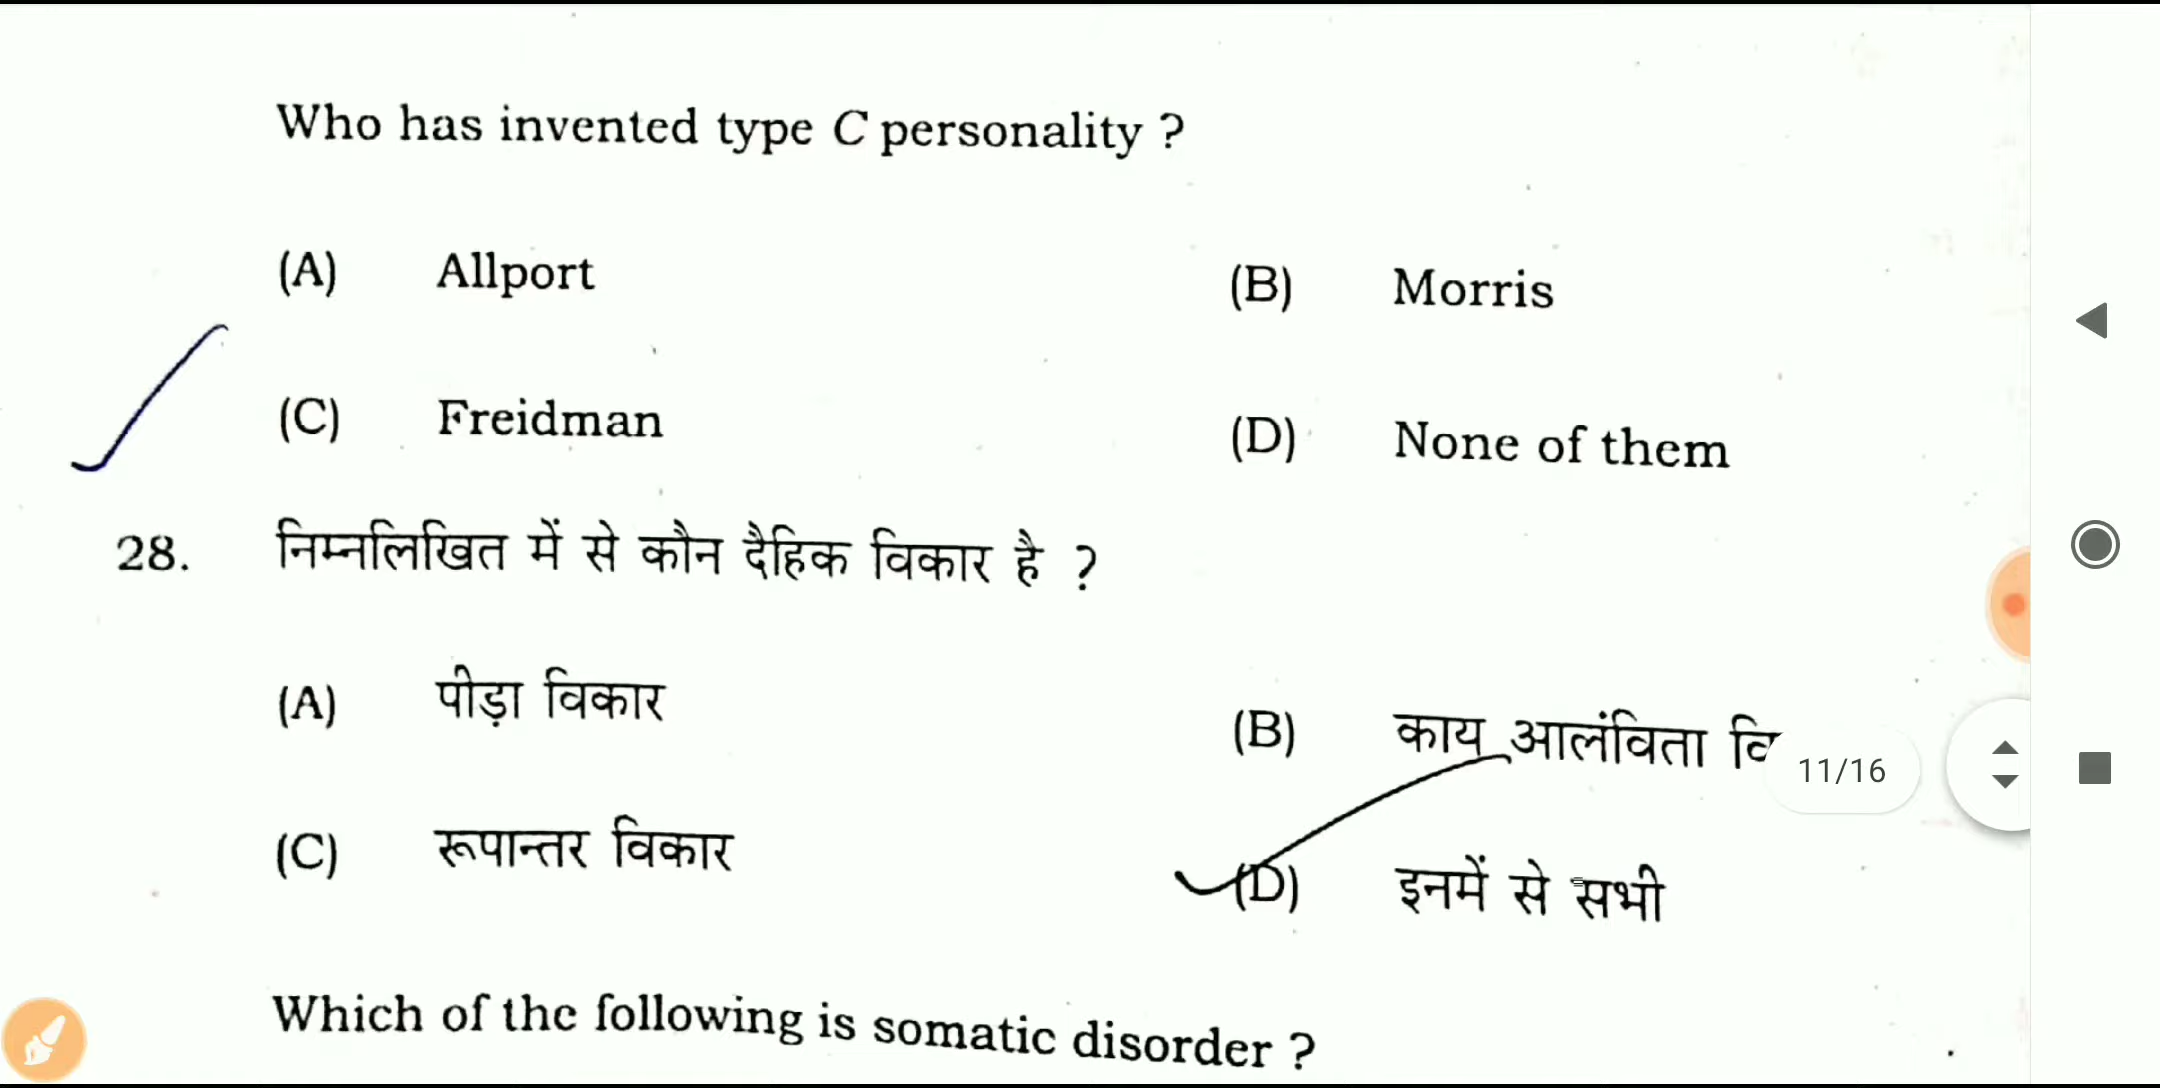 Who has invented type C personality ?
(A) Allport (B) Morris
(C) Freidman (D) None of them
28. निम्नलिखित में से कौन दैहिक विकार है ?
(A) पीड़ा विकार (B) काय आलंविता वि
11/16
(C) रूपान्तर विकार (D) इनमें से सभी
Which of the following is somatic disorder ?